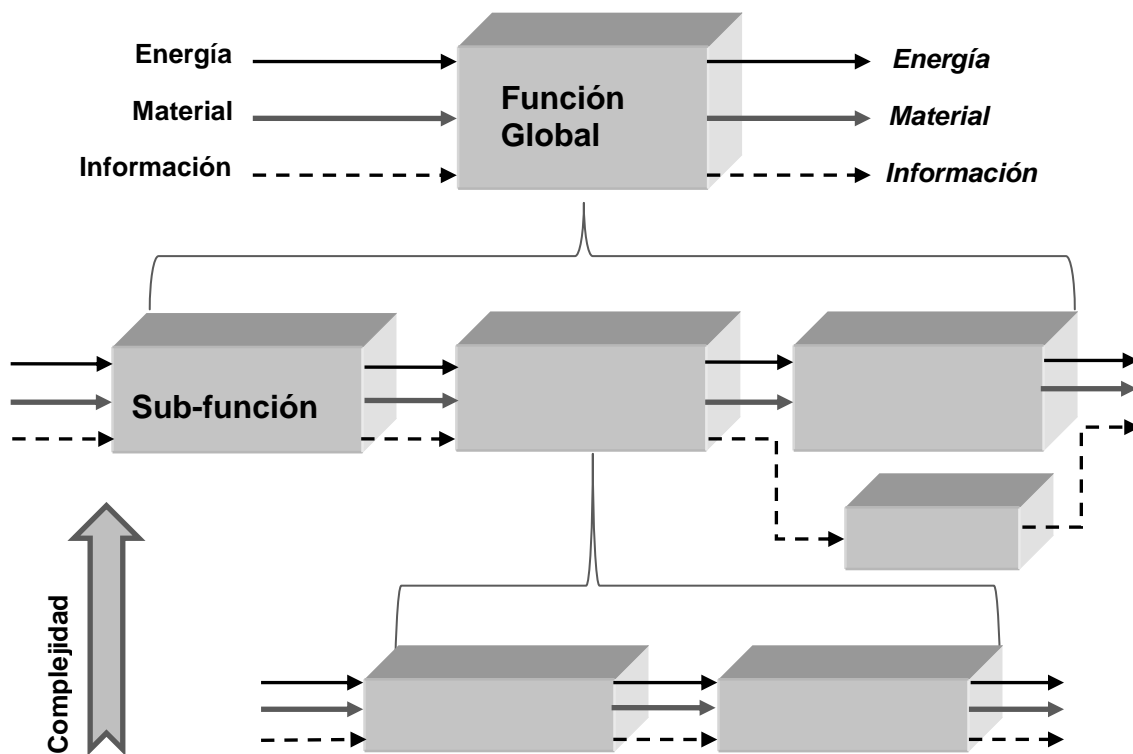 Energía
Material
Información
Función
Global
Energía
Material
Información
Sub-función
Complejidad